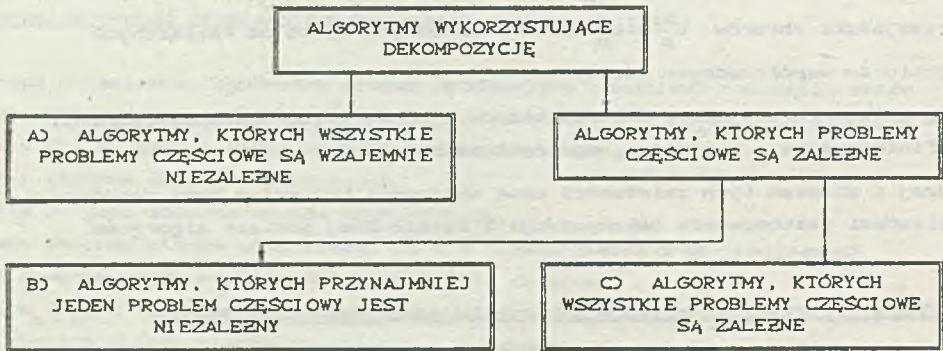 ALGORYTMY WYKORZYSTUJĄCE
DEKOMPOZYCJĘ
A) ALGORYTMY, KTÓRYCH WSZYSTKIE
PROBLEMY CZĘŚCIOWE SĄ WZAJEMNIE
NIEZALEŻNE
ALGORYTMY, KTÓRYCH PROBLEMY
CZĘŚCIOWE SĄ ZALEŻNE
B) ALGORYTMY, KTÓRYCH PRZYNAJMNIEJ
JEDEN PROBLEM CZĘŚCIOWY JEST
NIEZALEŻNY
C) ALGORYTMY, KTÓRYCH
WSZYSTKIE PROBLEMY CZĘŚCIOWE
SĄ ZALEŻNE